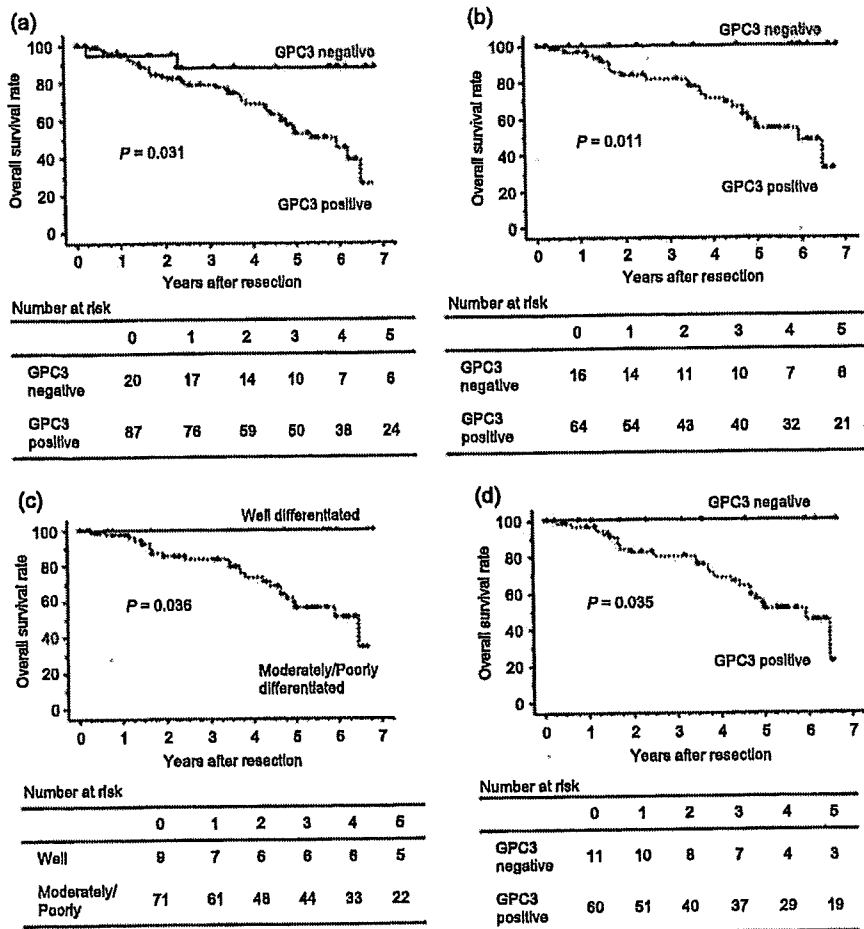 (a)
GPC3 negative
Overall survival rate
100
80
60
40
20
0
P = 0.031
GPC3 positive
0 1 2 3 4 5 6 7
Years after resection
Number at risk
0 1 2 3 4 5
GPC3 negative 20 17 14 10 7 6
GPC3 positive 87 76 59 50 38 24
(b)
GPC3 negative
Overall survival rate
100
80
60
40
20
0
P = 0.011
GPC3 positive
0 1 2 3 4 5 6 7
Years after resection
Number at risk
0 1 2 3 4 5
GPC3 negative 16 14 11 10 7 6
GPC3 positive 64 54 43 40 32 21
(c)
Well differentiated
Overall survival rate
100
80
60
40
20
0
P = 0.036
Moderately/Poorly
differentiated
0 1 2 3 4 5 6 7
Years after resection
Number at risk
0 1 2 3 4 5
Well 9 7 6 6 6 5
Moderately/ Poorly 71 61 48 44 33 22
(d)
GPC3 negative
Overall survival rate
100
80
60
40
20
0
P = 0.035
GPC3 positive
0 1 2 3 4 5 6 7
Years after resection
Number at risk
0 1 2 3 4 5
GPC3 negative 11 10 8 7 4 3
GPC3 positive 60 51 40 37 29 19